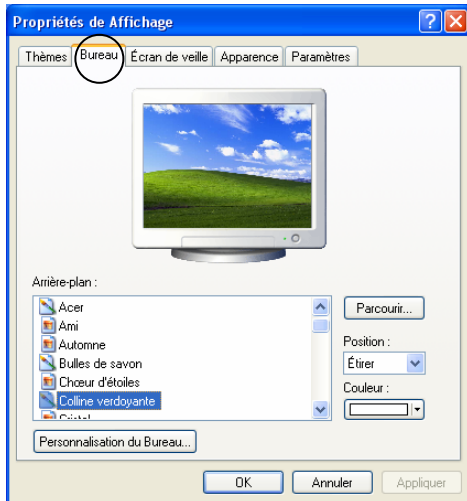 Propriétés de Affichage
Thèmes Bureau Écran de veille Apparence Paramètres
Arrière-plan :
Acer
Ami
Automne
Bulles de savon
Chœur d'étoiles
Colline verdoyante
Cristal
Parcourir...
Position :
Étirer
Couleur :
Personnalisation du Bureau...
OK Annuler Appliquer